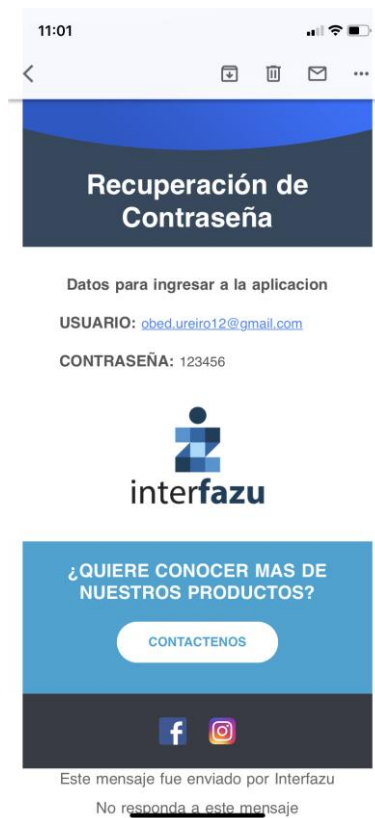 11:01
Recuperación de
Contraseña
Datos para ingresar a la aplicacion
USUARIO: obed.ureiro12@gmail.com
CONTRASEÑA: 123456
interfazu
¿QUIERE CONOCER MAS DE
NUESTROS PRODUCTOS?
CONTACTENOS
Este mensaje fue enviado por Interfazu
No responda a este mensaje